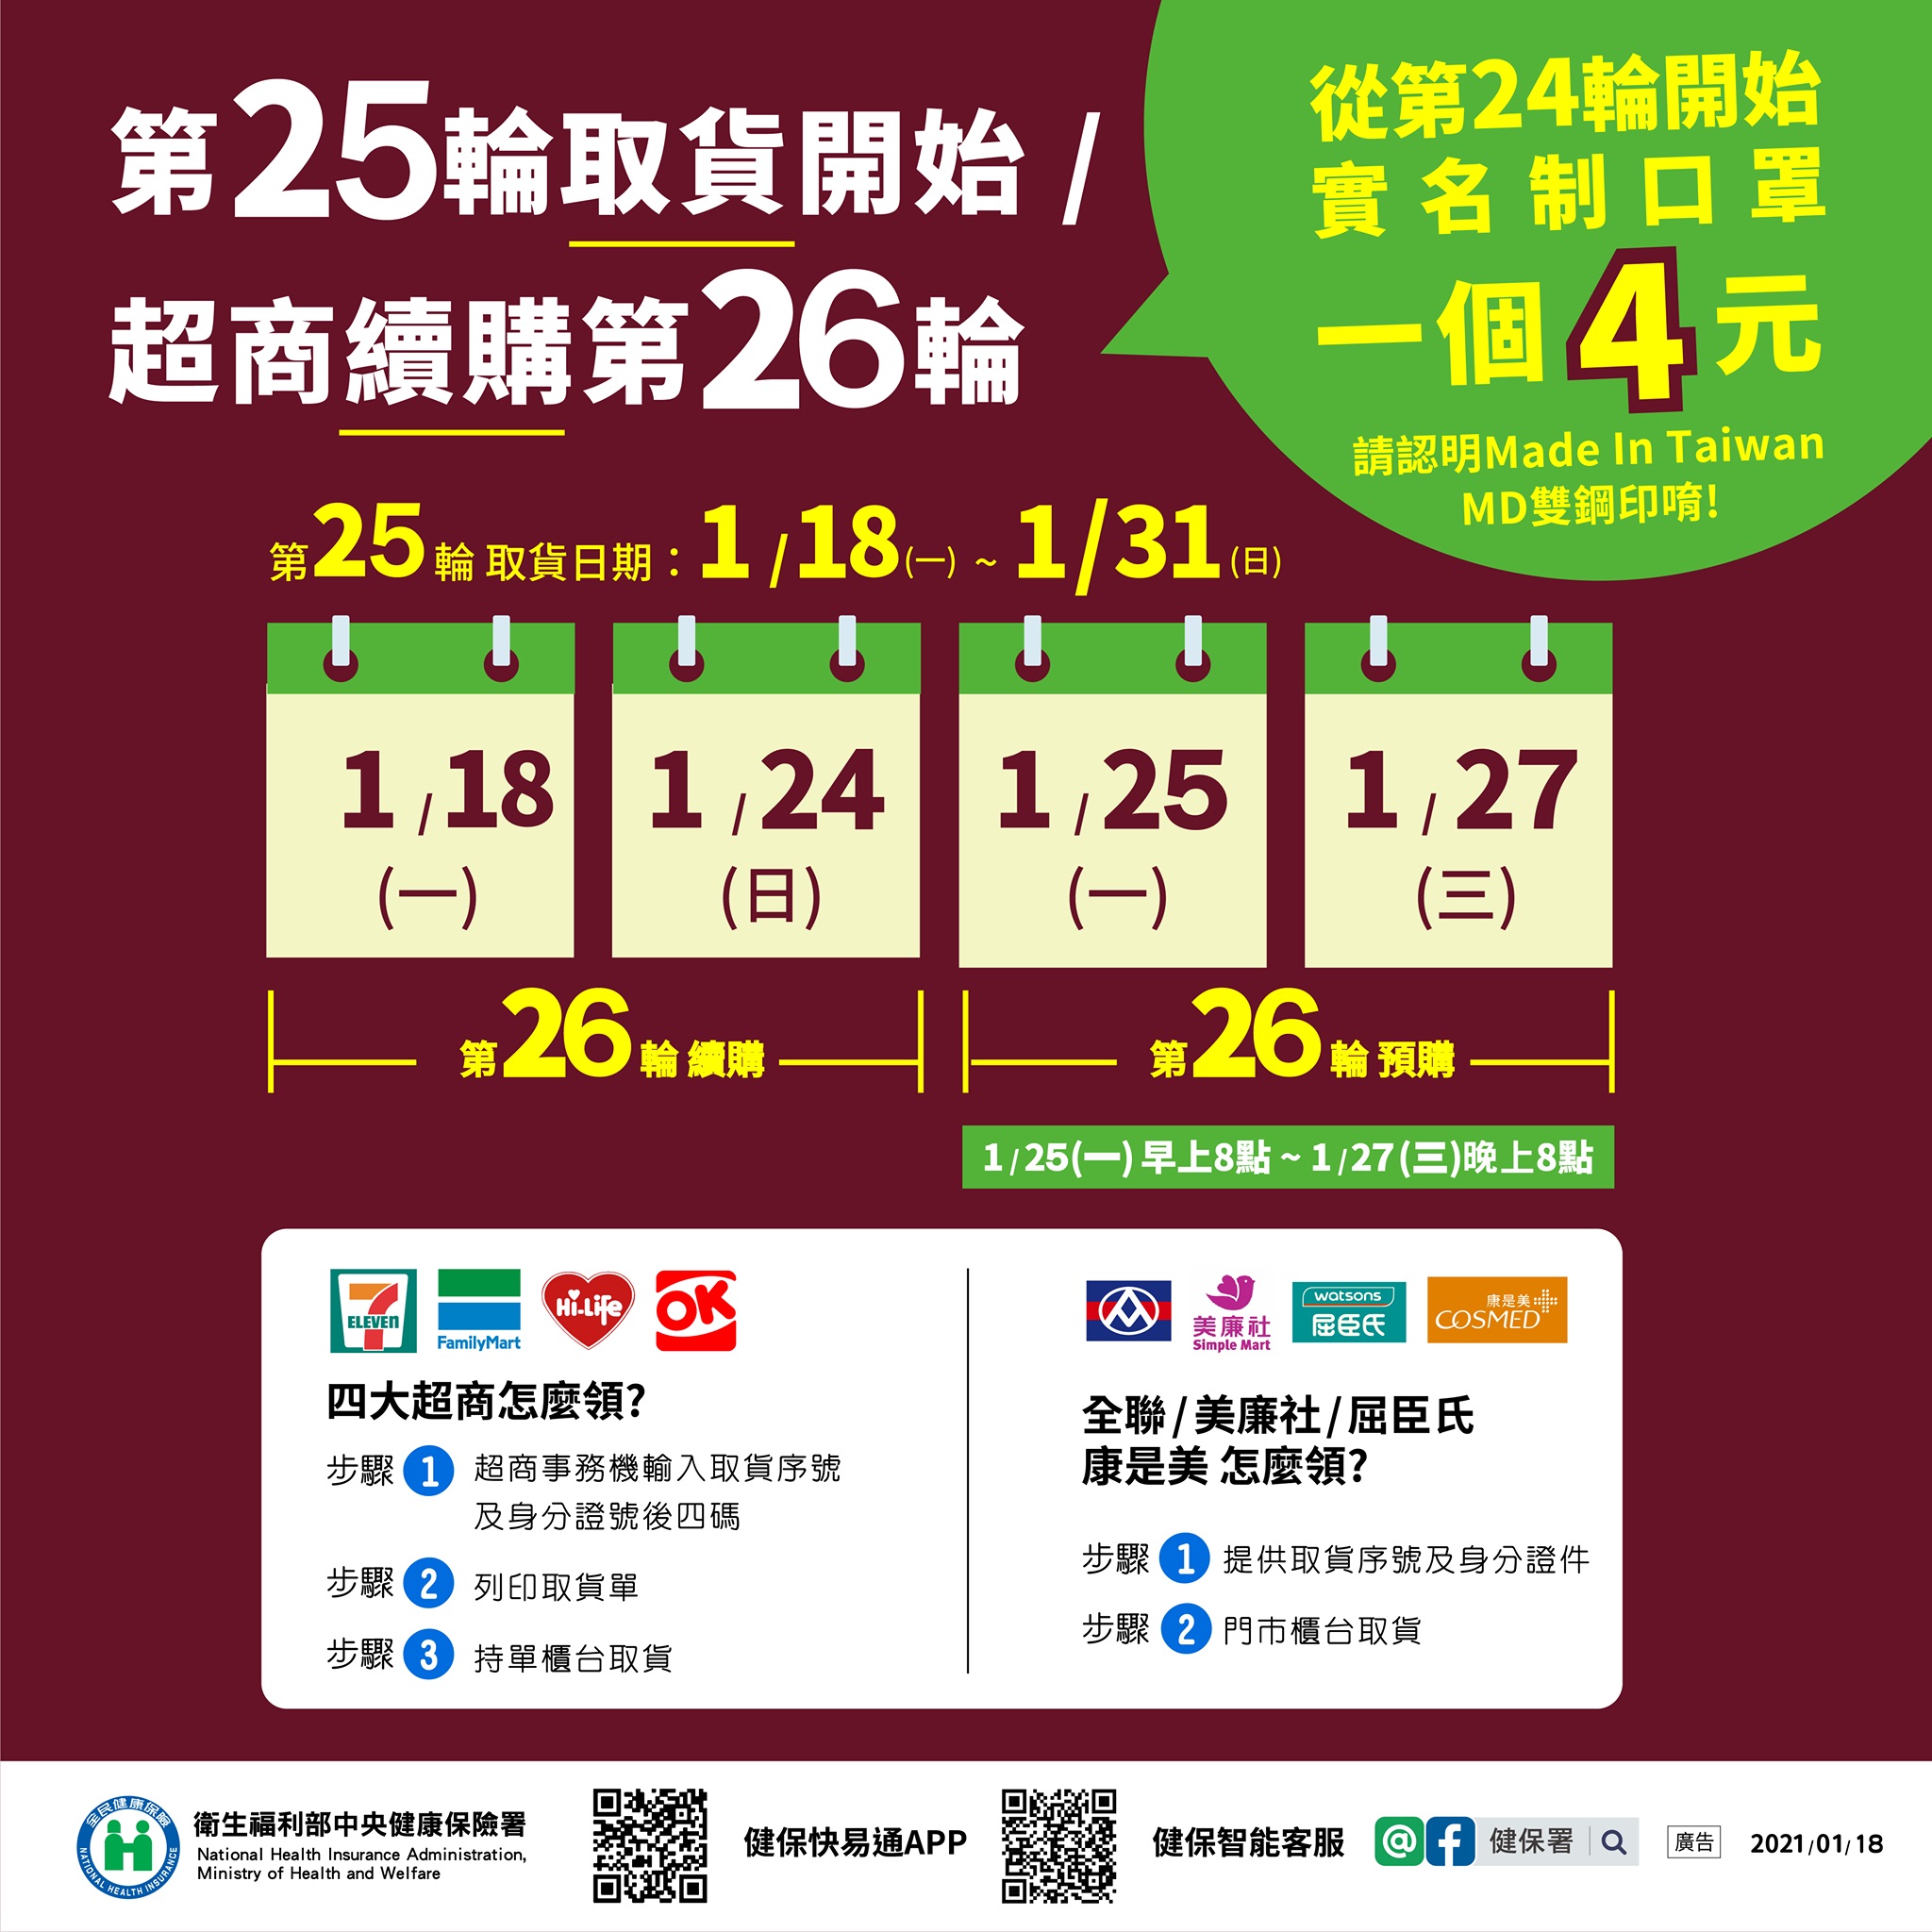 第25輪取貨開始/
超商續購第26輪
從第24輪開始
實名制口罩
一個4元
請認明Made In Taiwan
MD雙鋼印唷!
第25輪 取貨日期：1/18(一) ~ 1/31(日)
1/18
(一)
1/24
(日)
1/25
(一)
1/27
(三)
第26輪 續購
第26輪 預購
1/25(一)早上8點~1/27(三)晚上8點
7 ELEVEn
FamilyMart
Hi-Life
OK
四大超商怎麼領?
步驟 1 超商事務機輸入取貨序號
及身分證號後四碼
步驟 2 列印取貨單
步驟 3 持單櫃台取貨
美廉社
Simple Mart
watsons
屈臣氏
康是美
COSMED
全聯/美廉社/屈臣氏
康是美 怎麼領?
步驟 1 提供取貨序號及身分證件
步驟 2 門市櫃台取貨
全民健康保險
NATIONAL HEALTH INSURANCE
衛生福利部中央健康保險署
National Health Insurance Administration,
Ministry of Health and Welfare
健保快易通APP
健保智能客服
@ f 健保署
廣告
2021/01/18